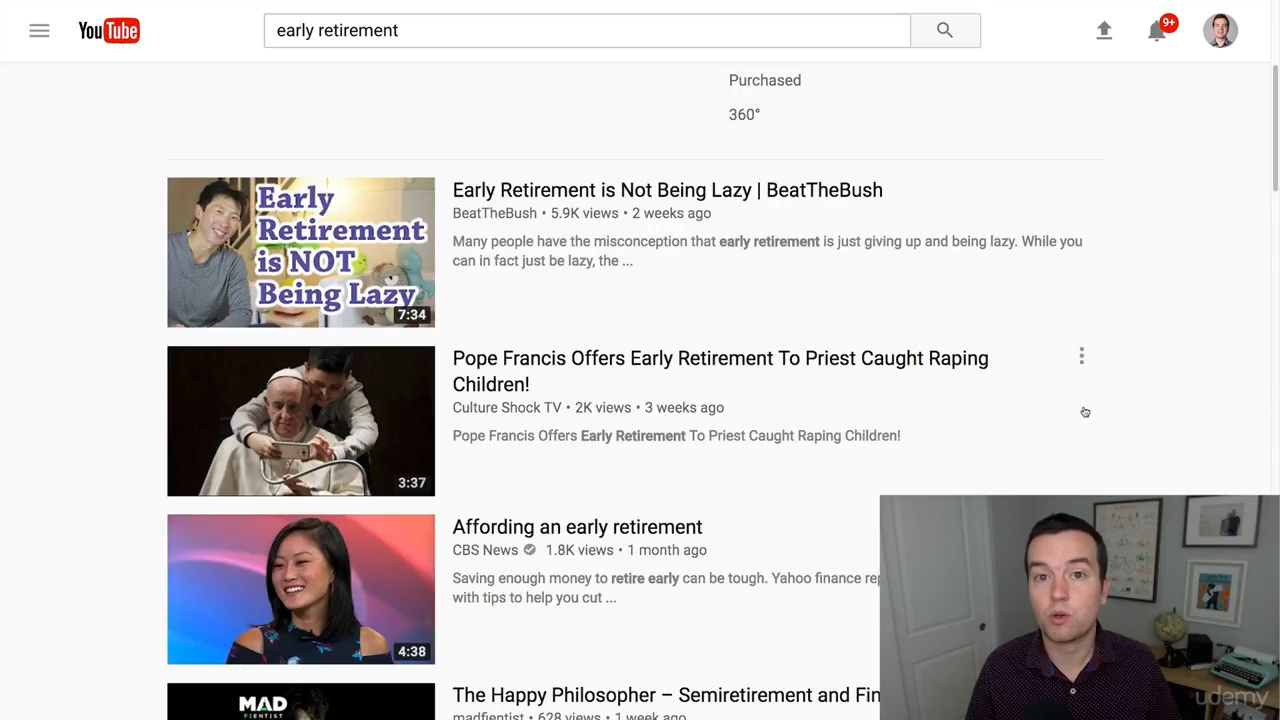 YouTube
early retirement
9+
Purchased
360°
Early
Retirement
is NOT
Being Lazy
7:34
Early Retirement is Not Being Lazy | BeatTheBush
BeatTheBush • 5.9K views • 2 weeks ago
Many people have the misconception that early retirement is just giving up and being lazy. While you
can in fact just be lazy, the ...
3:37
Pope Francis Offers Early Retirement To Priest Caught Raping
Children!
Culture Shock TV • 2K views • 3 weeks ago
Pope Francis Offers Early Retirement To Priest Caught Raping Children!
4:38
Affording an early retirement
CBS News 1.8K views • 1 month ago
Saving enough money to retire early can be tough. Yahoo finance rep
with tips to help you cut ...
MAD
FIENTIST
The Happy Philosopher – Semiretirement and Fin
madfientist • 628 views • 1 week ago
udemy